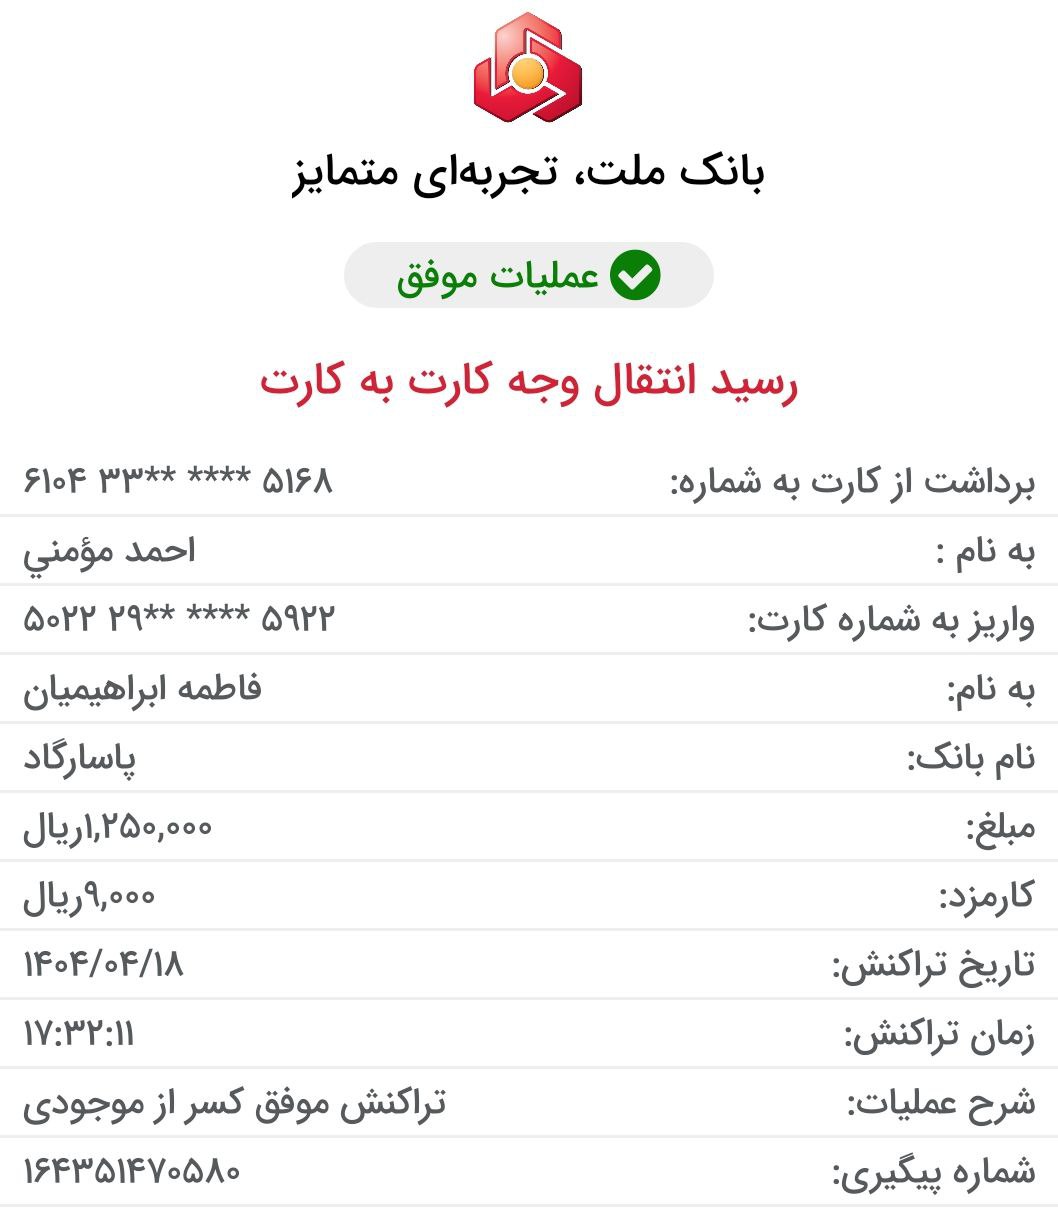 بانک ملت، تجربه‌ای متمایز
عملیات موفق
رسید انتقال وجه کارت به کارت
برداشت از کارت به شماره: ۶۱۰۴ ۳۳** **** ۵۱۶۸
به نام : احمد مؤمني
واریز به شماره کارت: ۵۰۲۲ ۲۹** **** ۵۹۲۲
به نام: فاطمه ابراهیمیان
نام بانک: پاسارگاد
مبلغ: ۱,۲۵۰,۰۰۰ریال
کارمزد: ۹,۰۰۰ریال
تاریخ تراکنش: ۱۴۰۴/۰۴/۱۸
زمان تراکنش: ۱۷:۳۲:۱۱
شرح عملیات: تراکنش موفق کسر از موجودی
شماره پیگیری: ۱۶۴۳۵۱۴۷۰۵۸۰